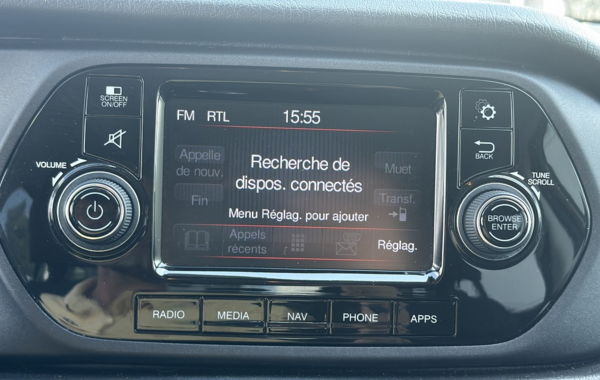 SCREEN
ON/OFF
FM RTL 15:55
Appelle
de nouv.
Recherche de
dispos. connectés
Muet
Fin
Menu Réglag. pour ajouter
Transf.
Appels
récents
Réglag.
VOLUME
BACK
TUNE
SCROLL
BROWSE
ENTER
RADIO MEDIA NAV PHONE APPS